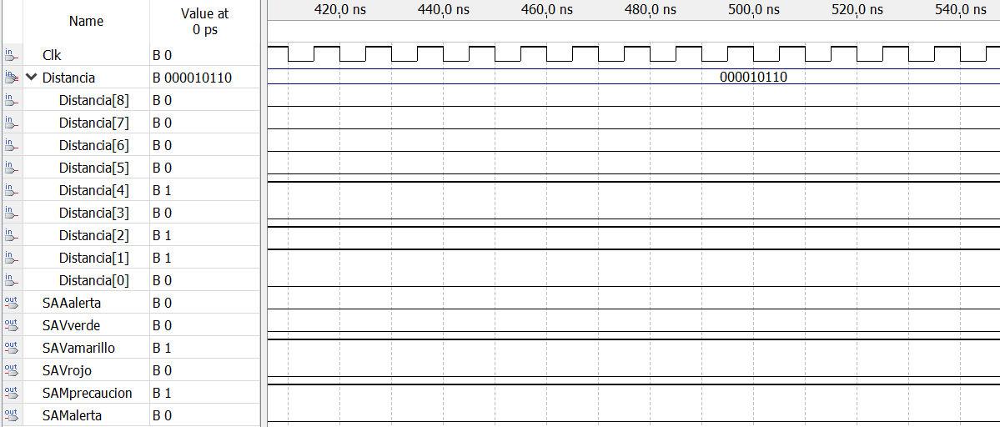 Name
Value at
0 ps
420,0 ns 440,0 ns 460,0 ns 480,0 ns 500,0 ns 520,0 ns 540,0 ns
in Clk B 0
in Distancia B 000010110 000010110
in Distancia[8] B 0
in Distancia[7] B 0
in Distancia[6] B 0
in Distancia[5] B 0
in Distancia[4] B 1
in Distancia[3] B 0
in Distancia[2] B 1
in Distancia[1] B 1
in Distancia[0] B 0
out SAAalerta B 0
out SAVverde B 0
out SAVamarillo B 1
out SAVrojo B 0
out SAMprecaucion B 1
out SAMalerta B 0